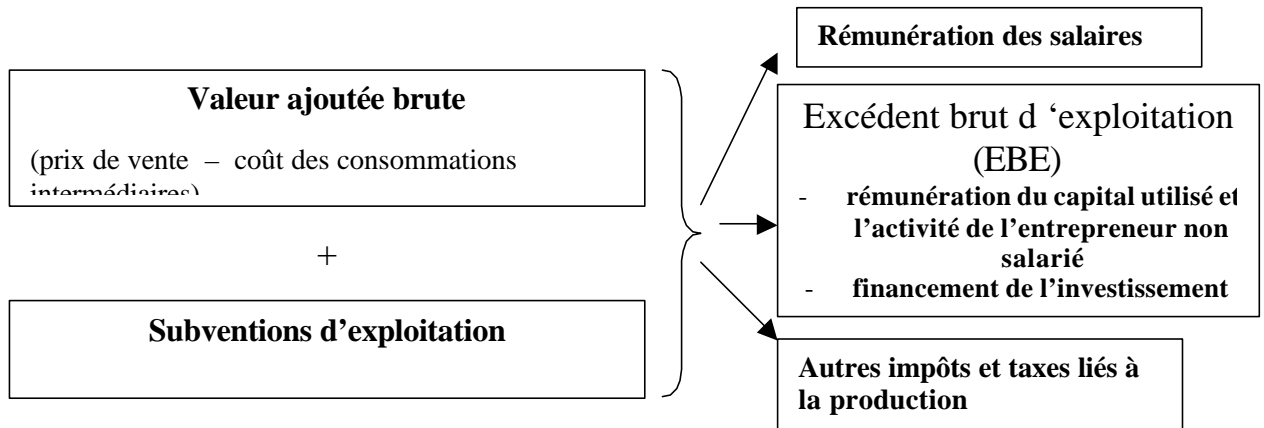 Valeur ajoutée brute
(prix de vente – coût des consommations
intermédiaires)
+
Subventions d’exploitation
Rémunération des salaires
Excédent brut d ‘exploitation
(EBE)
- rémunération du capital utilisé et
l’activité de l’entrepreneur non
salarié
- financement de l’investissement
Autres impôts et taxes liés à
la production